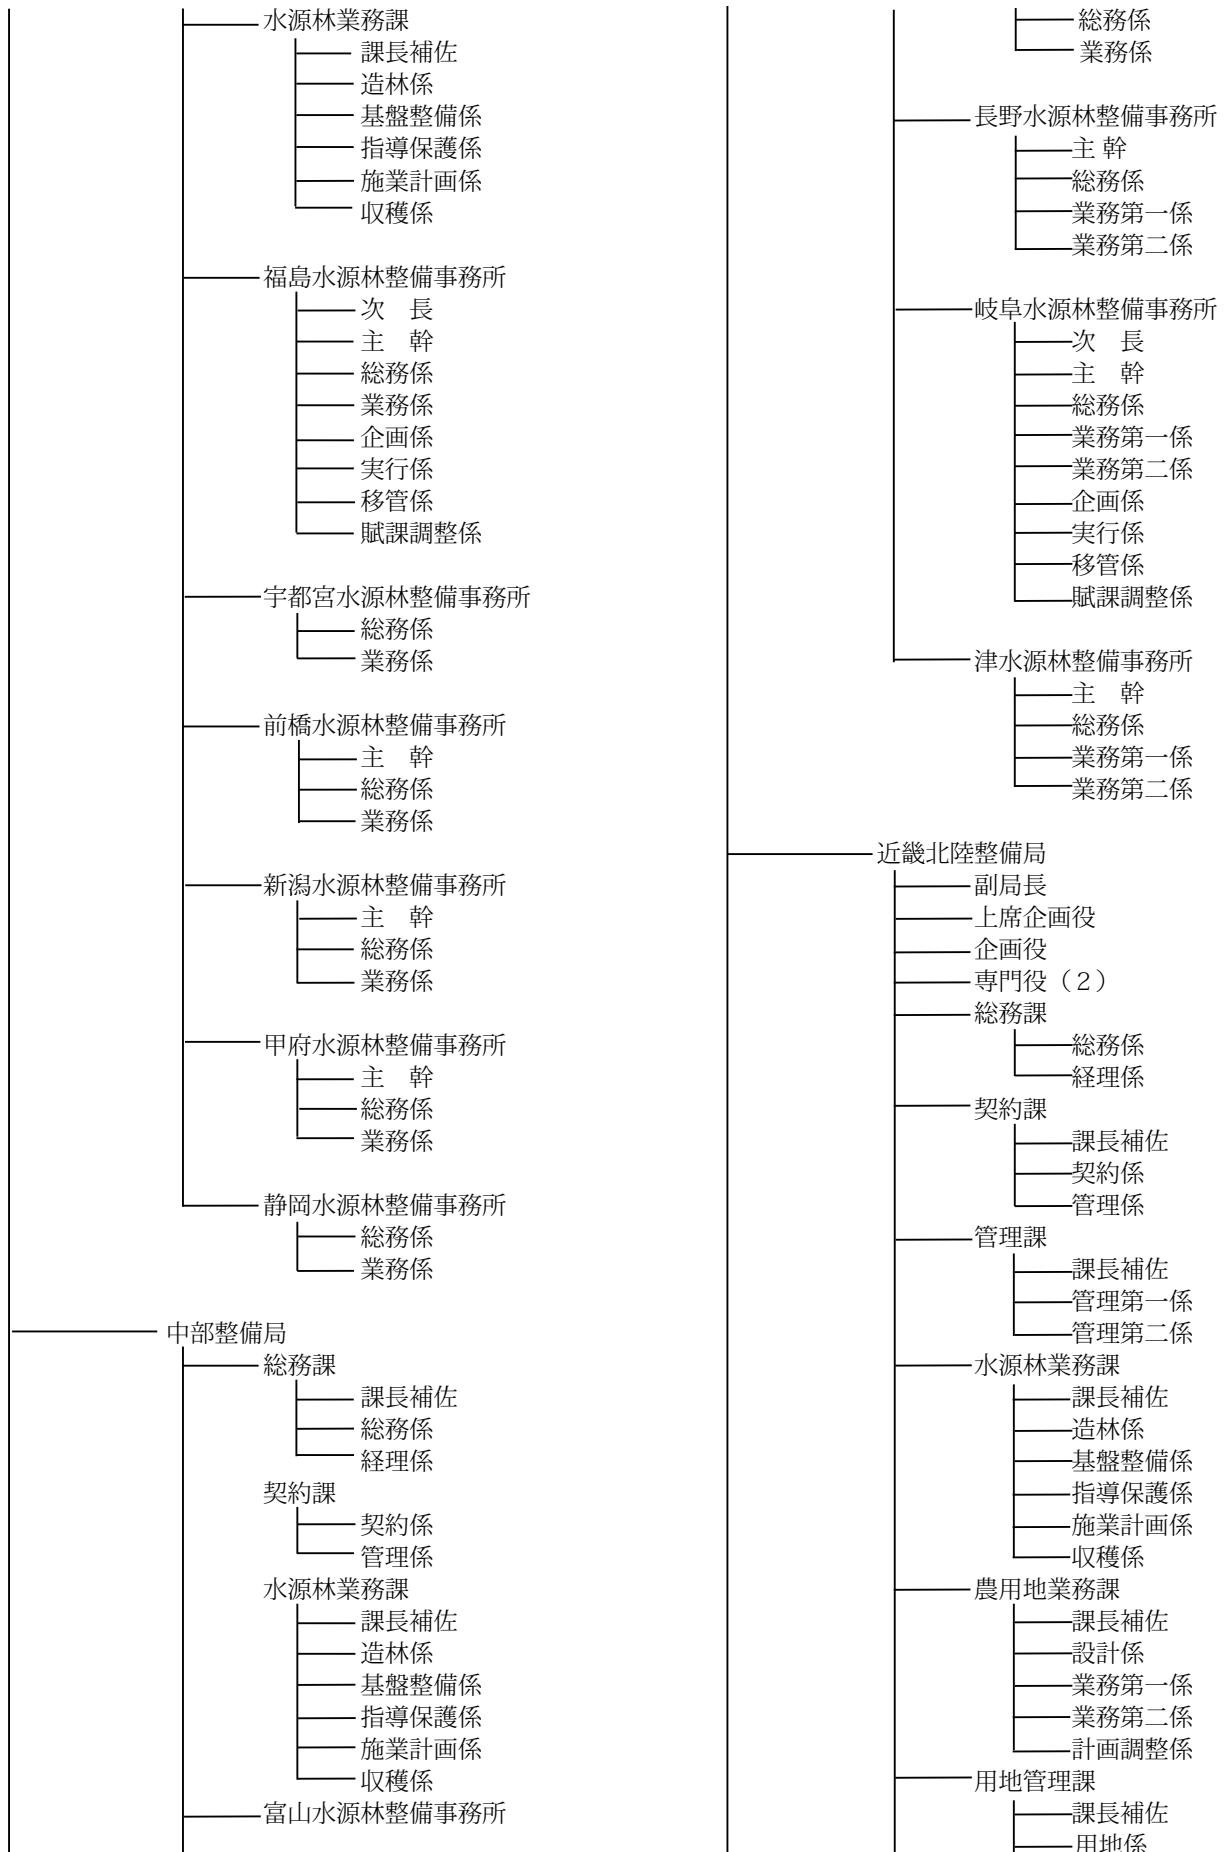 水源林業務課
課長補佐
造林係
基盤整備係
指導保護係
施業計画係
収穫係
福島水源林整備事務所
次　長
主　幹
総務係
業務係
企画係
実行係
移管係
賦課調整係
宇都宮水源林整備事務所
総務係
業務係
前橋水源林整備事務所
主　幹
総務係
業務係
新潟水源林整備事務所
主　幹
総務係
業務係
甲府水源林整備事務所
主　幹
総務係
業務係
静岡水源林整備事務所
総務係
業務係
中部整備局
総務課
課長補佐
総務係
経理係
契約課
契約係
管理係
水源林業務課
課長補佐
造林係
基盤整備係
指導保護係
施業計画係
収穫係
富山水源林整備事務所
総務係
業務係
長野水源林整備事務所
主 幹
総務係
業務第一係
業務第二係
岐阜水源林整備事務所
次　長
主　幹
総務係
業務第一係
業務第二係
企画係
実行係
移管係
賦課調整係
津水源林整備事務所
主　幹
総務係
業務第一係
業務第二係
近畿北陸整備局
副局長
上席企画役
企画役
専門役（２）
総務課
総務係
経理係
契約課
課長補佐
契約係
管理係
管理課
課長補佐
管理第一係
管理第二係
水源林業務課
課長補佐
造林係
基盤整備係
指導保護係
施業計画係
収穫係
農用地業務課
課長補佐
設計係
業務第一係
業務第二係
計画調整係
用地管理課
課長補佐
用地係